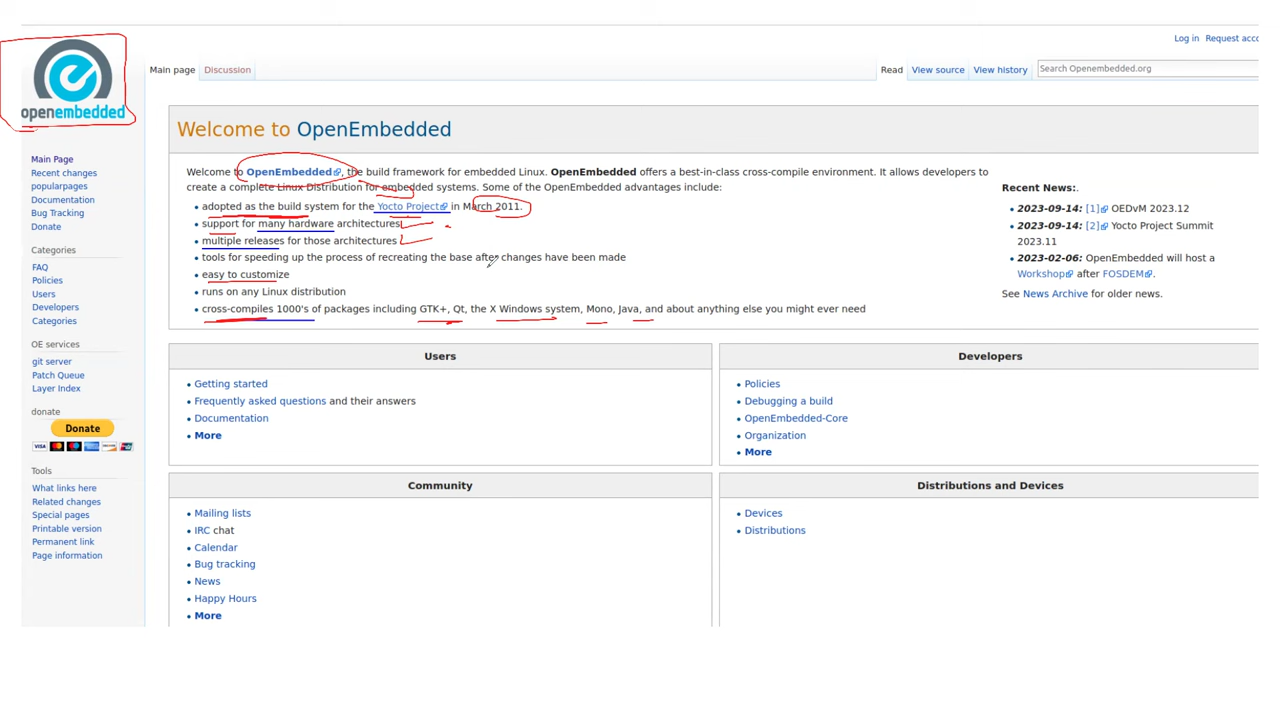 Log in Request acco
openembedded
Main page Discussion
Read View source View history Search Openembedded.org
Welcome to OpenEmbedded
Welcome to OpenEmbedded, the build framework for embedded Linux. OpenEmbedded offers a best-in-class cross-compile environment. It allows developers to
create a complete Linux Distribution for embedded systems. Some of the OpenEmbedded advantages include:
• adopted as the build system for the Yocto Project in March 2011.
• support for many hardware architectures
• multiple releases for those architectures
• tools for speeding up the process of recreating the base after changes have been made
• easy to customize
• runs on any Linux distribution
• cross-compiles 1000's of packages including GTK+, Qt, the X Windows system, Mono, Java, and about anything else you might ever need
Recent News:.
• 2023-09-14: [1] OEDvM 2023.12
• 2023-09-14: [2] Yocto Project Summit
2023.11
• 2023-02-06: OpenEmbedded will host a
Workshop after FOSDEM.
See News Archive for older news.
Main Page
Recent changes
popularpages
Documentation
Bug Tracking
Donate
Categories
FAQ
Policies
Users
Developers
Categories
OE services
git server
Patch Queue
Layer Index
donate
Donate
VISA
Tools
What links here
Related changes
Special pages
Printable version
Permanent link
Page information
Users
• Getting started
• Frequently asked questions and their answers
• Documentation
• More
Developers
• Policies
• Debugging a build
• OpenEmbedded-Core
• Organization
• More
Community
• Mailing lists
• IRC chat
• Calendar
• Bug tracking
• News
• Happy Hours
• More
Distributions and Devices
• Devices
• Distributions